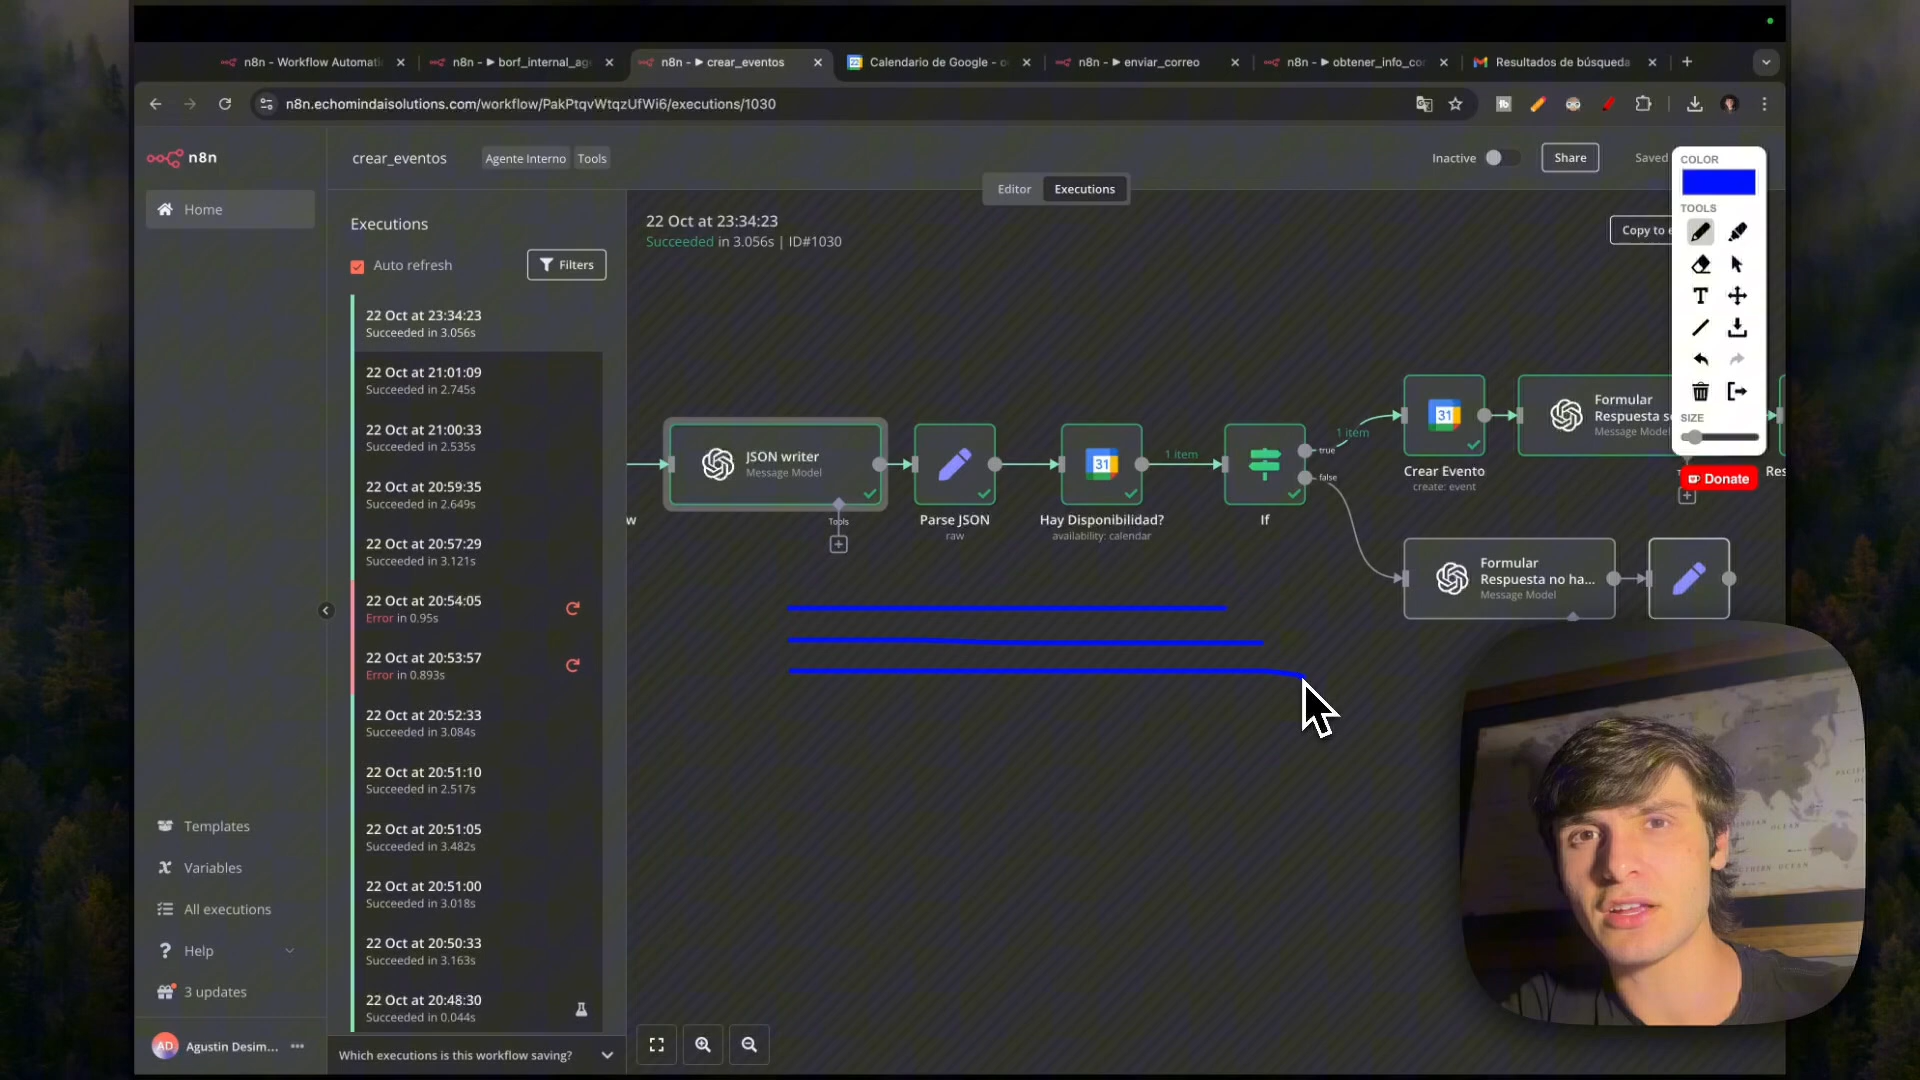 n8n - Workflow Automati
n8n - ▶ borf_internal_age
n8n - ▶ crear_eventos
Calendario de Google - o
n8n - ▶ enviar_correo
n8n - ▶ obtener_info_cor
Resultados de búsqueda
n8n.echomindaisolutions.com/workflow/PakPtqvWtqzUfWi6/executions/1030
n8n
crear_eventos
Agente Interno
Tools
Inactive
Share
Saved
Home
Editor
Executions
Executions
Auto refresh
Filters
22 Oct at 23:34:23
Succeeded in 3.056s
22 Oct at 21:01:09
Succeeded in 2.745s
22 Oct at 21:00:33
Succeeded in 2.535s
22 Oct at 20:59:35
Succeeded in 2.649s
22 Oct at 20:57:29
Succeeded in 3.121s
22 Oct at 20:54:05
Error in 0.95s
22 Oct at 20:53:57
Error in 0.893s
22 Oct at 20:52:33
Succeeded in 3.084s
22 Oct at 20:51:10
Succeeded in 2.517s
22 Oct at 20:51:05
Succeeded in 3.482s
22 Oct at 20:51:00
Succeeded in 3.018s
22 Oct at 20:50:33
Succeeded in 3.163s
22 Oct at 20:48:30
Succeeded in 0.044s
Which executions is this workflow saving?
Templates
Variables
All executions
Help
3 updates
AD
Agustin Desim...
22 Oct at 23:34:23
Succeeded in 3.056s | ID#1030
Copy to e
w
JSON writer
Message Model
Tools
Parse JSON
raw
31
Hay Disponibilidad?
availability: calendar
1 item
If
true
false
1 item
31
Crear Evento
create: event
Formular
Respuesta s
Message Model
Res
Formular
Respuesta no ha...
Message Model
COLOR
TOOLS
SIZE
Donate